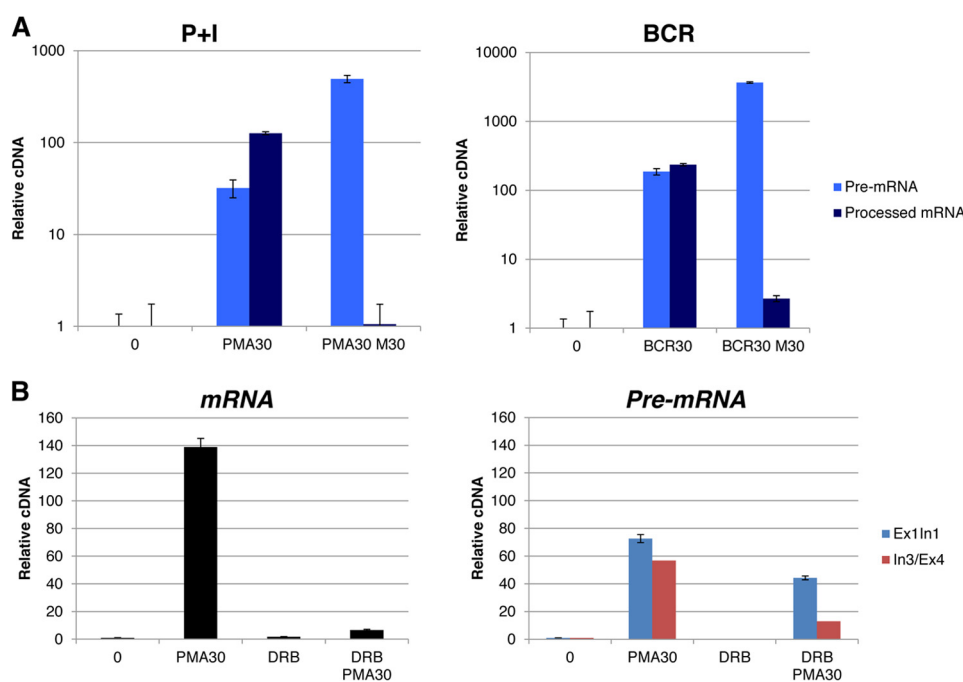 A
P+I
BCR
Relative cDNA
1000
100
10
1
0
PMA30
PMA30 M30
Relative cDNA
10000
1000
100
10
1
0
BCR30
BCR30 M30
Pre-mRNA
Processed mRNA
B
mRNA
Pre-mRNA
Relative cDNA
160
140
120
100
80
60
40
20
0
0
PMA30
DRB
DRB
PMA30
Relative cDNA
160
140
120
100
80
60
40
20
0
0
PMA30
DRB
DRB
PMA30
Ex1In1
In3/Ex4